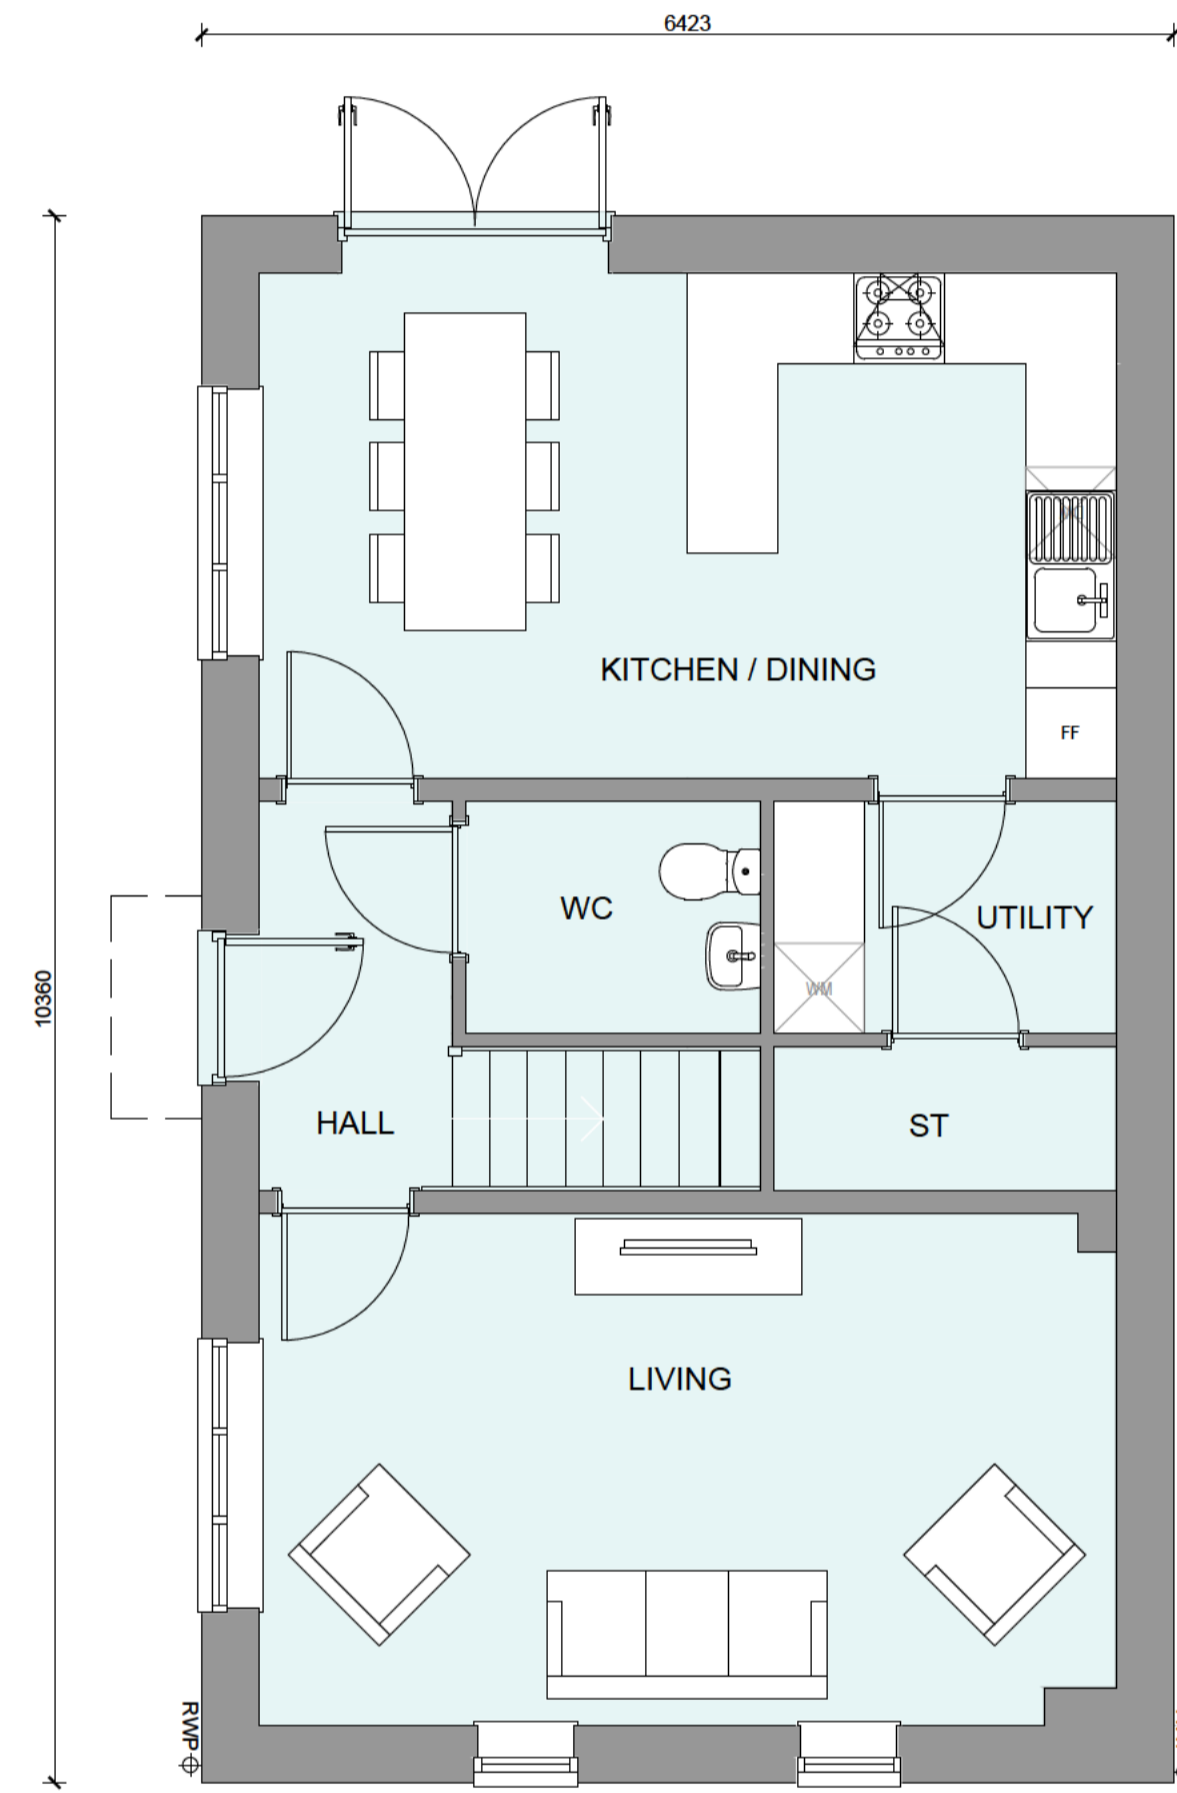 6423
KITCHEN / DINING
FF
WC
UTILITY
WM
10360
HALL
ST
LIVING
RWP